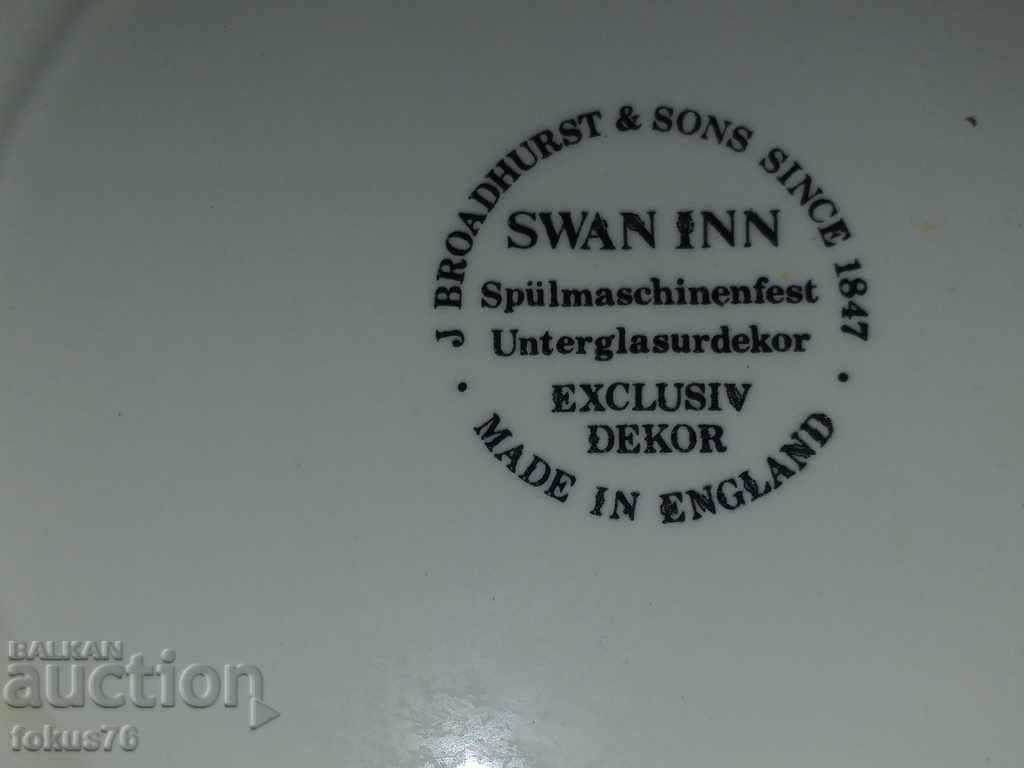 J BROADHURST & SONS SINCE 1847
SWAN INN
Spülmaschinenfest
Unterglasurdekor
EXCLUSIV
DEKOR
· MADE IN ENGLAND ·
BALKAN
auction
fokus76